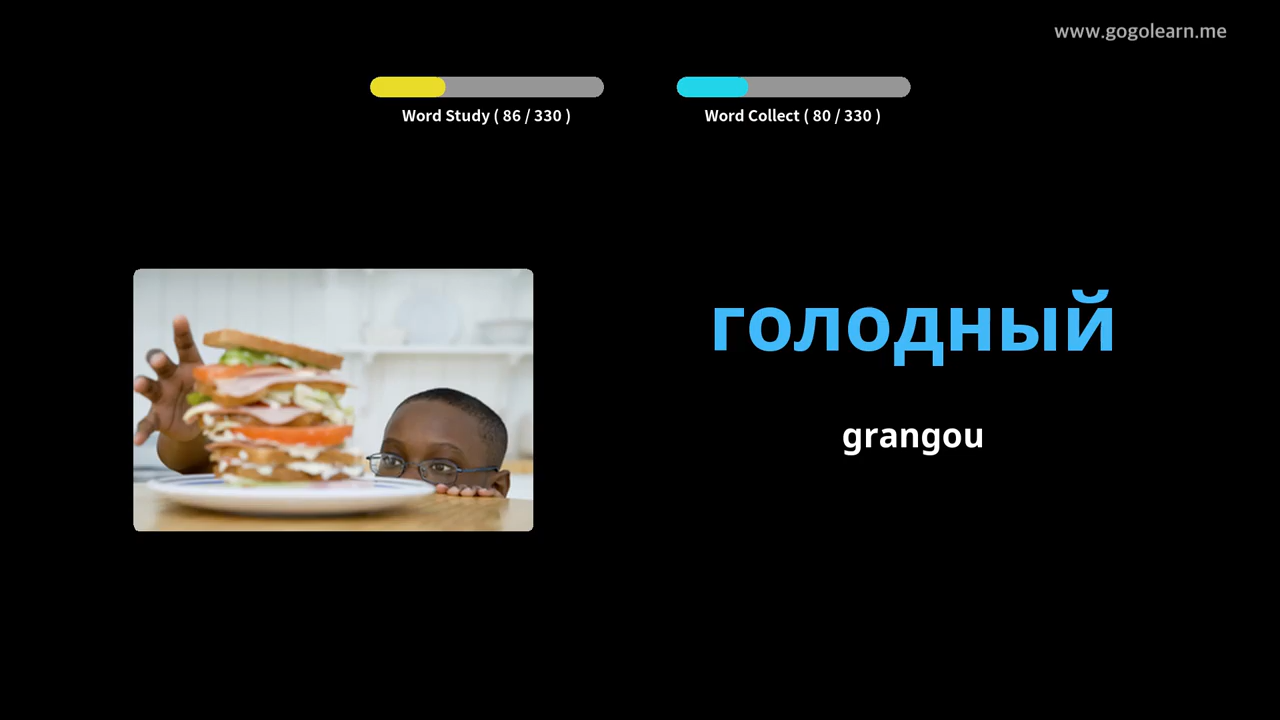 www.gogolearn.me
Word Study ( 86 / 330 )
Word Collect ( 80 / 330 )
голодный
grangou